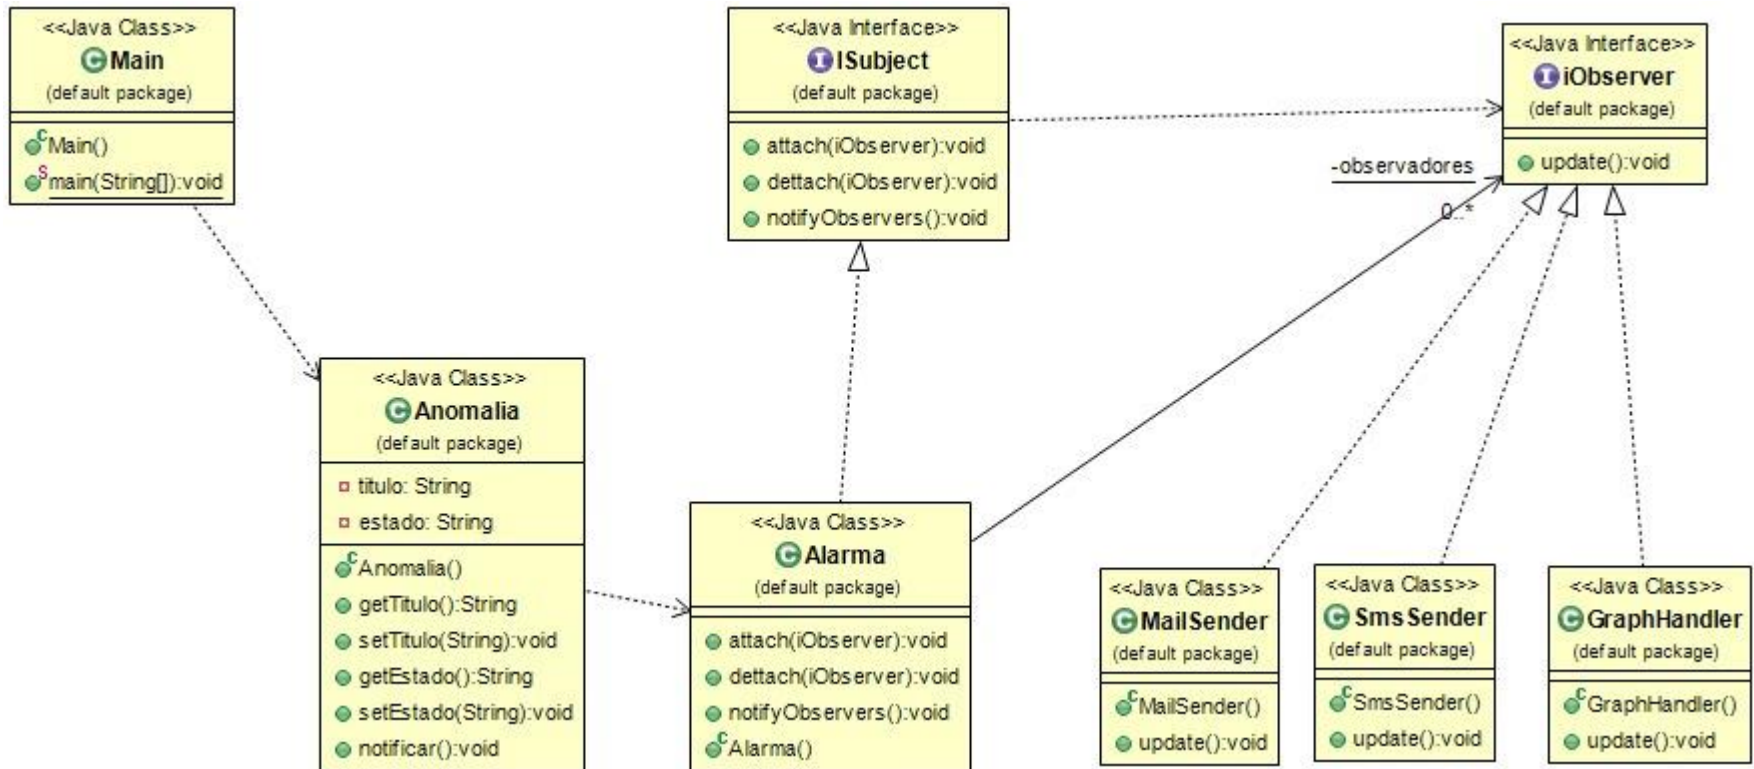 <<Java Class>>
Main
(default package)
Main()
main(String[]):void
<<Java Interface>>
ISubject
(default package)
attach(iObserver):void
dettach(iObserver):void
notifyObservers():void
<<Java Interface>>
iObserver
(default package)
update():void
-observadores
0..*
<<Java Class>>
Anomalia
(default package)
titulo: String
estado: String
Anomalia()
getTitulo():String
setTitulo(String):void
getEstado():String
setEstado(String):void
notificar():void
<<Java Class>>
Alarma
(default package)
attach(iObserver):void
dettach(iObserver):void
notifyObservers():void
Alarma()
<<Java Class>>
MailSender
(default package)
MailSender()
update():void
<<Java Class>>
SmsSender
(default package)
SmsSender()
update():void
<<Java Class>>
GraphHandler
(default package)
GraphHandler()
update():void